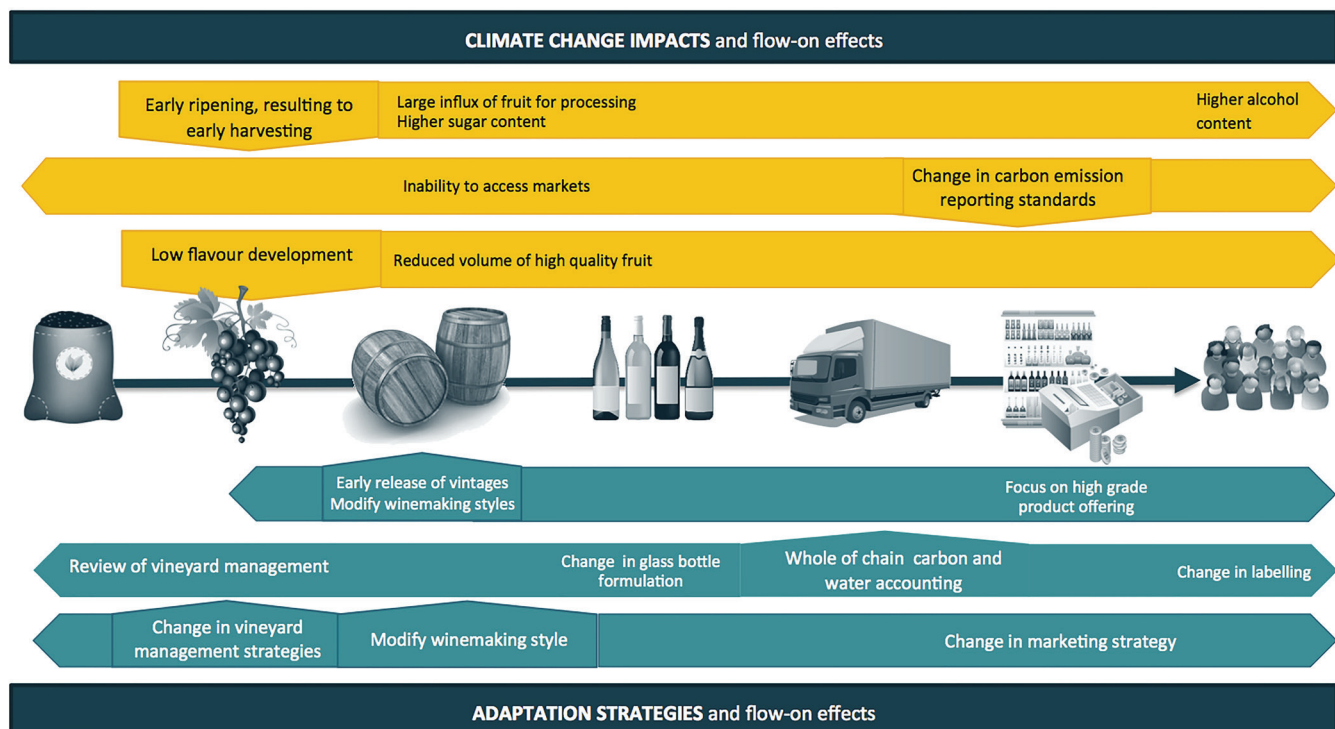 CLIMATE CHANGE IMPACTS and flow-on effects
Early ripening, resulting to
early harvesting
Large influx of fruit for processing
Higher sugar content
Higher alcohol
content
Inability to access markets
Change in carbon emission
reporting standards
Low flavour development
Reduced volume of high quality fruit
Early release of vintages
Modify winemaking styles
Focus on high grade
product offering
Review of vineyard management
Change in glass bottle
formulation
Whole of chain carbon and
water accounting
Change in labelling
Change in vineyard
management strategies
Modify winemaking style
Change in marketing strategy
ADAPTATION STRATEGIES and flow-on effects